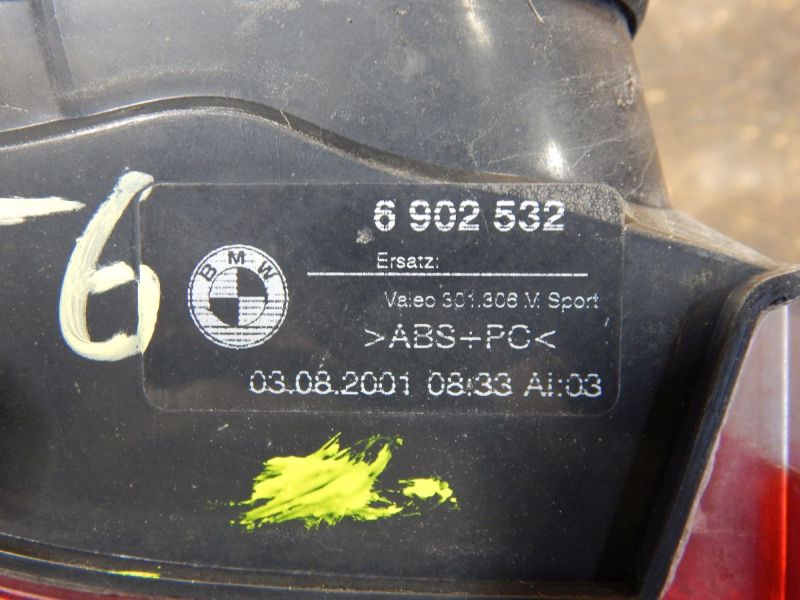 6 902 532
Ersatz:
BMW
Valeo 301.306 M Sport
>ABS+PC<
03.08.2001 08:33 AI:03
-6